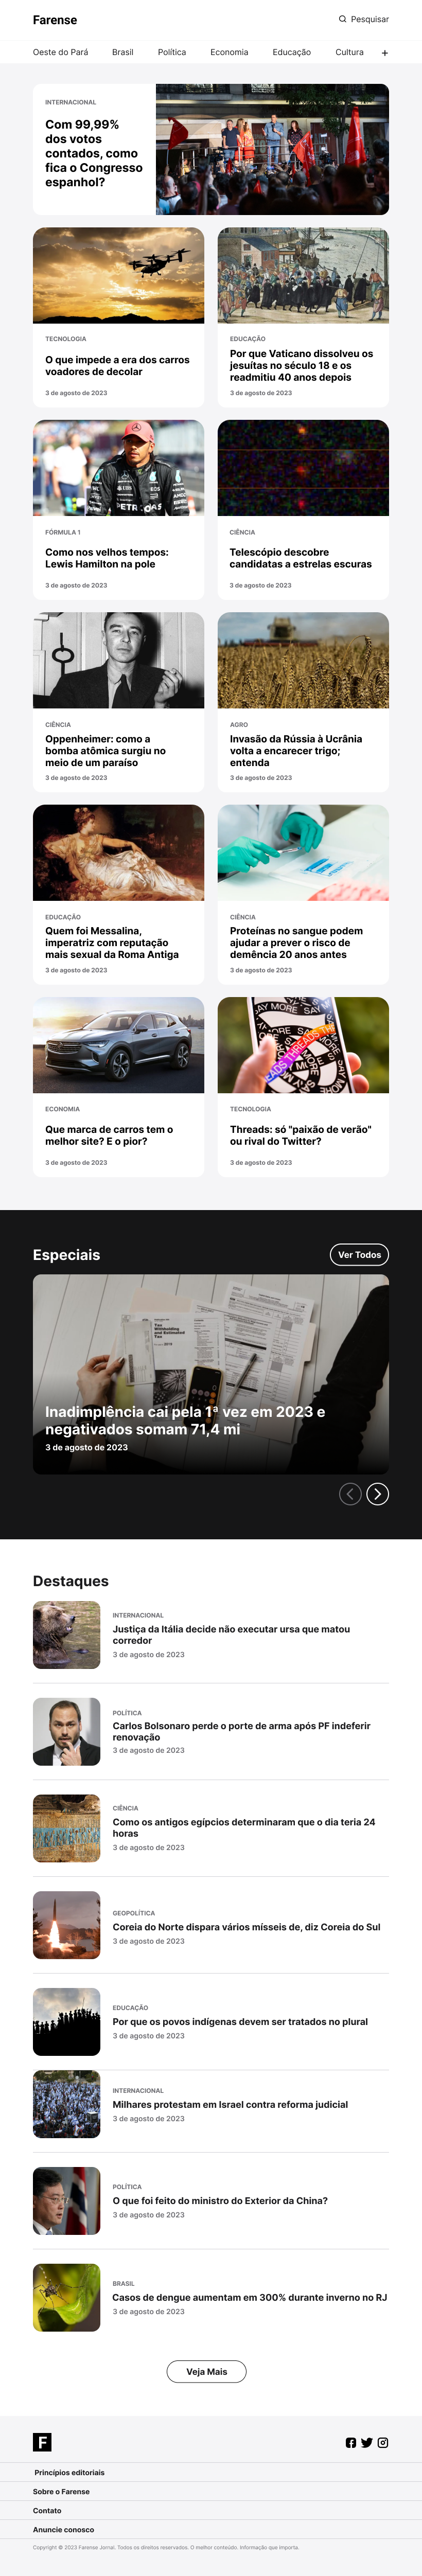 Farense
Pesquisar
Oeste do Pará
Brasil
Política
Economia
Educação
Cultura
+
INTERNACIONAL
Com 99,99%
dos votos
contados, como
fica o Congresso
espanhol?
TECNOLOGIA
O que impede a era dos carros
voadores de decolar
3 de agosto de 2023
EDUCAÇÃO
Por que Vaticano dissolveu os
jesuítas no século 18 e os
readmitiu 40 anos depois
3 de agosto de 2023
FÓRMULA 1
Como nos velhos tempos:
Lewis Hamilton na pole
3 de agosto de 2023
CIÊNCIA
Telescópio descobre
candidatas a estrelas escuras
3 de agosto de 2023
CIÊNCIA
Oppenheimer: como a
bomba atômica surgiu no
meio de um paraíso
3 de agosto de 2023
AGRO
Invasão da Rússia à Ucrânia
volta a encarecer trigo;
entenda
3 de agosto de 2023
EDUCAÇÃO
Quem foi Messalina,
imperatriz com reputação
mais sexual da Roma Antiga
3 de agosto de 2023
CIÊNCIA
Proteínas no sangue podem
ajudar a prever o risco de
demência 20 anos antes
3 de agosto de 2023
ECONOMIA
Que marca de carros tem o
melhor site? E o pior?
3 de agosto de 2023
TECNOLOGIA
Threads: só "paixão de verão"
ou rival do Twitter?
3 de agosto de 2023
Especiais
Ver Todos
Inadimplência cai pela 1ª vez em 2023 e
negativados somam 71,4 mi
3 de agosto de 2023
Destaques
INTERNACIONAL
Justiça da Itália decide não executar ursa que matou
corredor
3 de agosto de 2023
POLÍTICA
Carlos Bolsonaro perde o porte de arma após PF indeferir
renovação
3 de agosto de 2023
CIÊNCIA
Como os antigos egípcios determinaram que o dia teria 24
horas
3 de agosto de 2023
GEOPOLÍTICA
Coreia do Norte dispara vários mísseis de, diz Coreia do Sul
3 de agosto de 2023
EDUCAÇÃO
Por que os povos indígenas devem ser tratados no plural
3 de agosto de 2023
INTERNACIONAL
Milhares protestam em Israel contra reforma judicial
3 de agosto de 2023
POLÍTICA
O que foi feito do ministro do Exterior da China?
3 de agosto de 2023
BRASIL
Casos de dengue aumentam em 300% durante inverno no RJ
3 de agosto de 2023
Veja Mais
F
Princípios editoriais
Sobre o Farense
Contato
Anuncie conosco
Copyright © 2023 Farense Jornal. Todos os direitos reservados. O melhor conteúdo. Informação que importa.